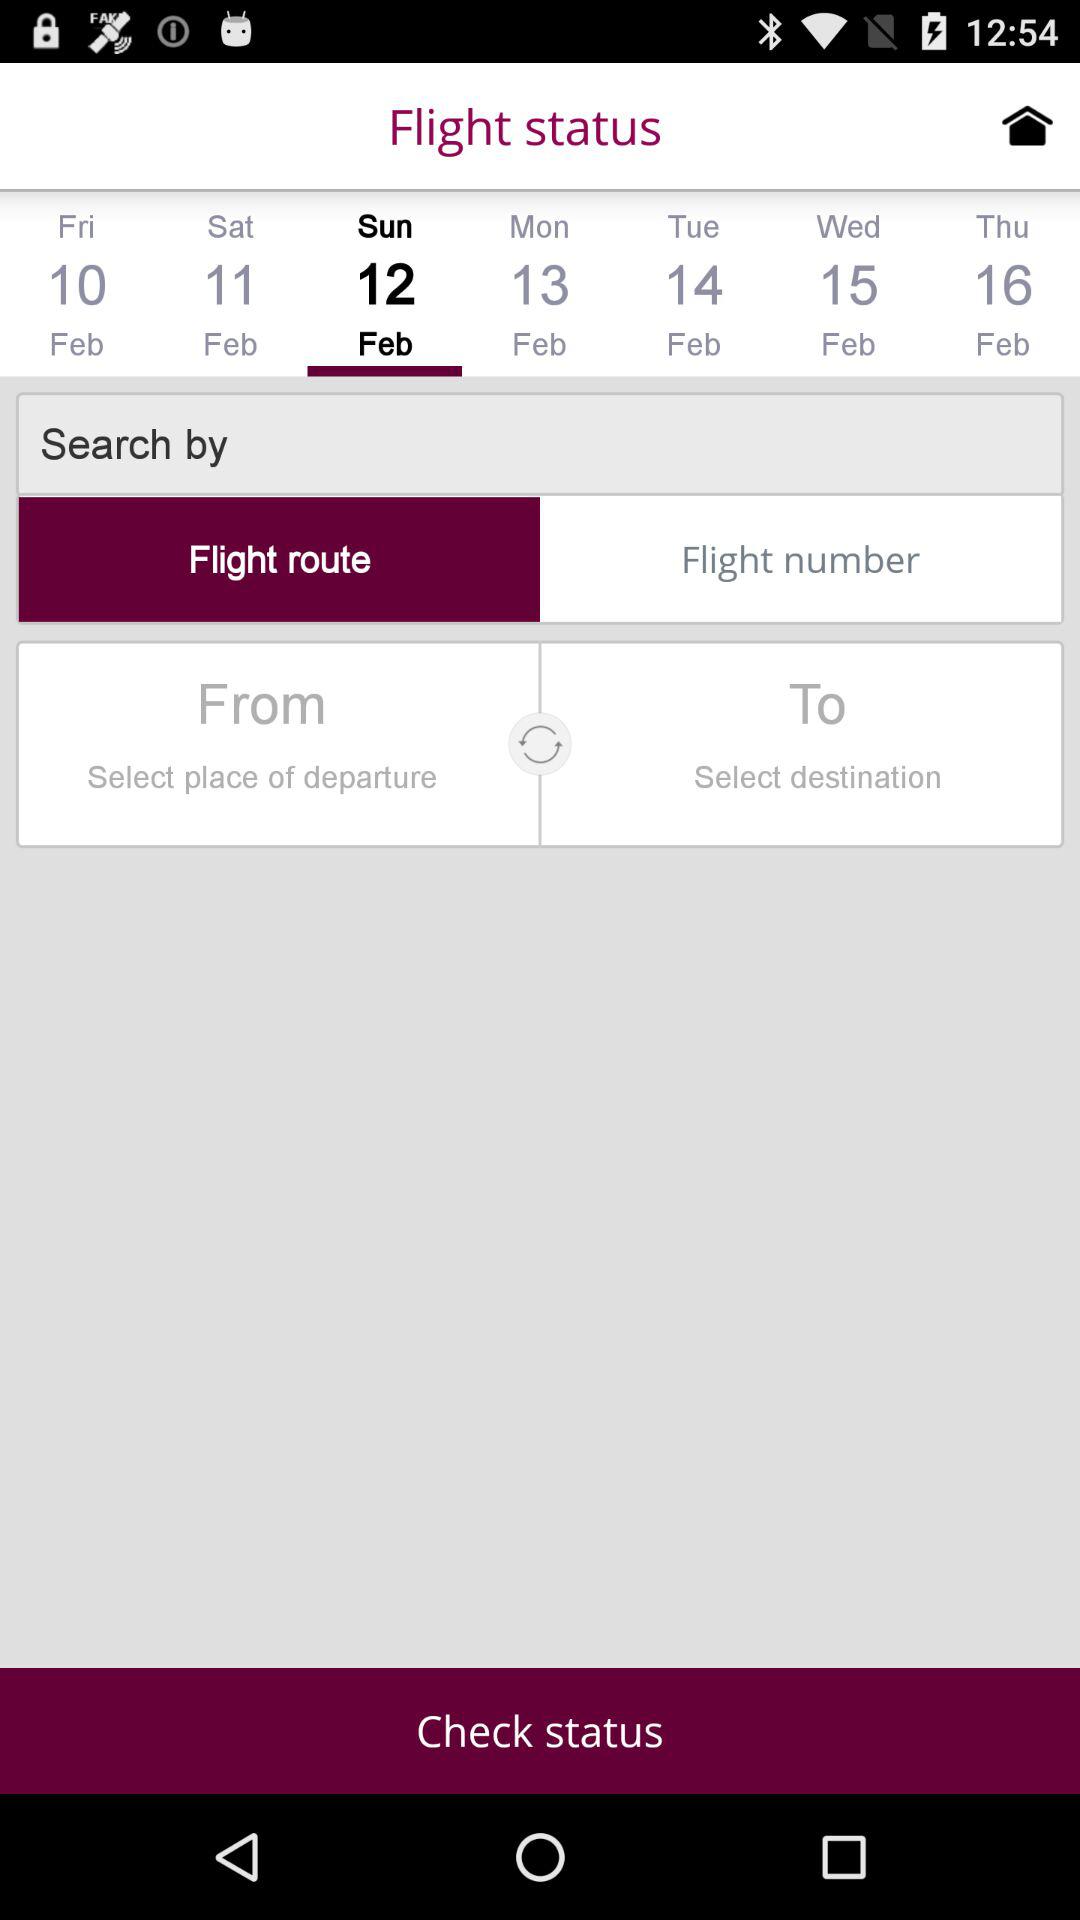 FAK
12:54
Flight status
Fri Sat Sun Mon Tue Wed Thu
10 11 12 13 14 15 16
Feb Feb Feb Feb Feb Feb Feb
Search by
Flight route Flight number
From To
Select place of departure Select destination
Check status